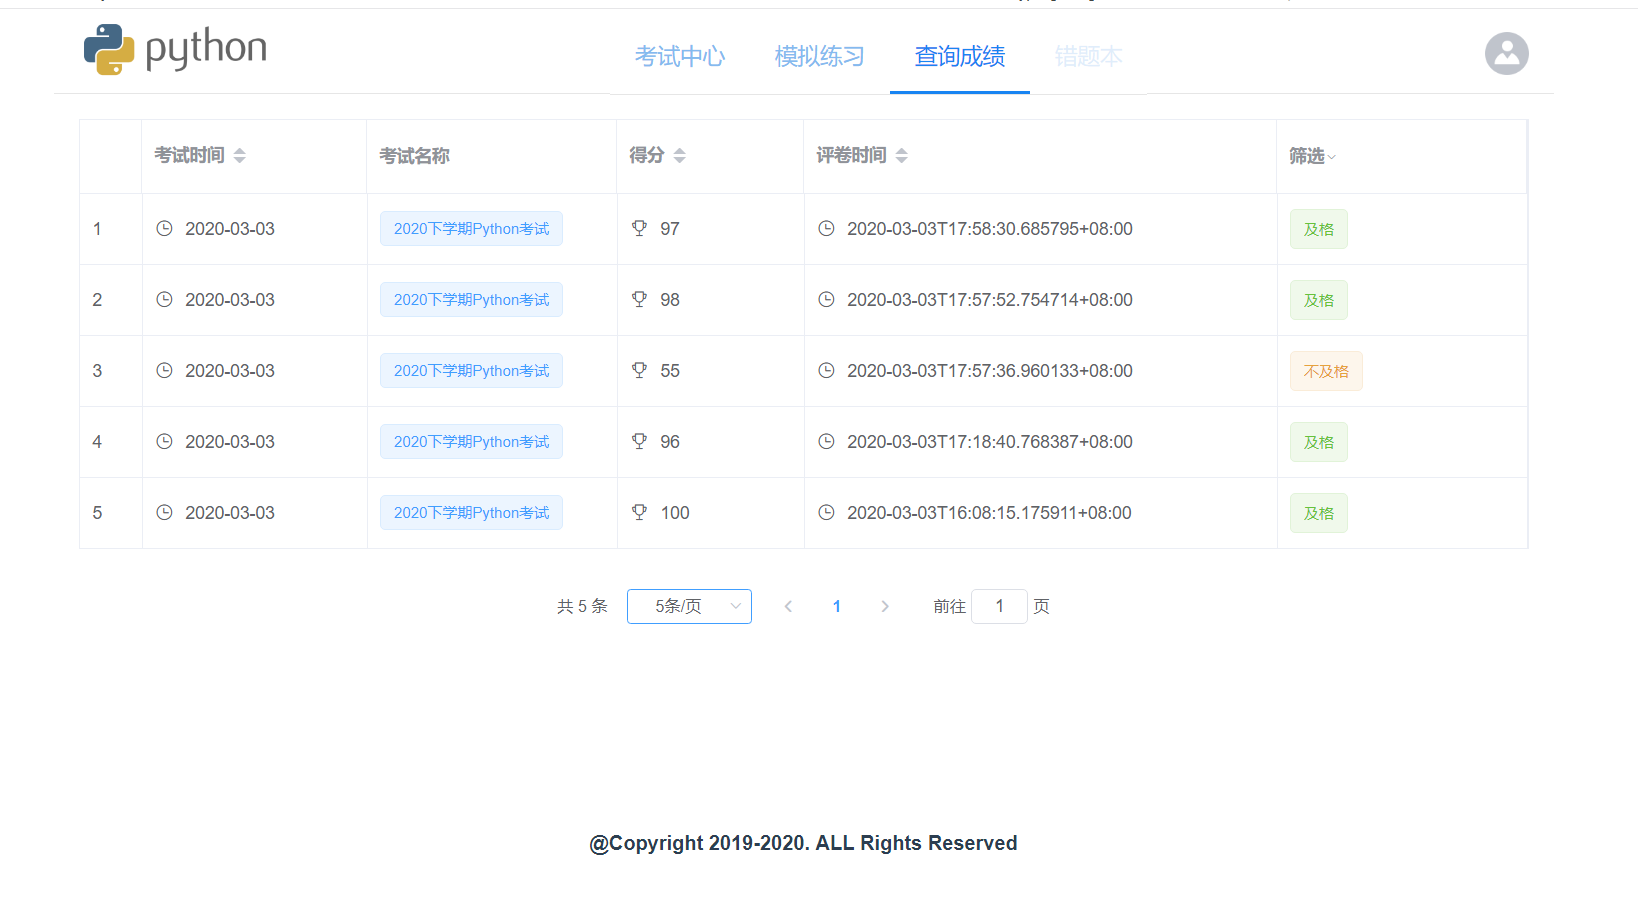 python
考试中心 模拟练习 查询成绩 错题本
考试时间 考试名称 得分 评卷时间 筛选
1 2020-03-03 2020下学期Python考试 97 2020-03-03T17:58:30.685795+08:00 及格
2 2020-03-03 2020下学期Python考试 98 2020-03-03T17:57:52.754714+08:00 及格
3 2020-03-03 2020下学期Python考试 55 2020-03-03T17:57:36.960133+08:00 不及格
4 2020-03-03 2020下学期Python考试 96 2020-03-03T17:18:40.768387+08:00 及格
5 2020-03-03 2020下学期Python考试 100 2020-03-03T16:08:15.175911+08:00 及格
共 5 条 5条/页 1 前往 1 页
@Copyright 2019-2020. ALL Rights Reserved